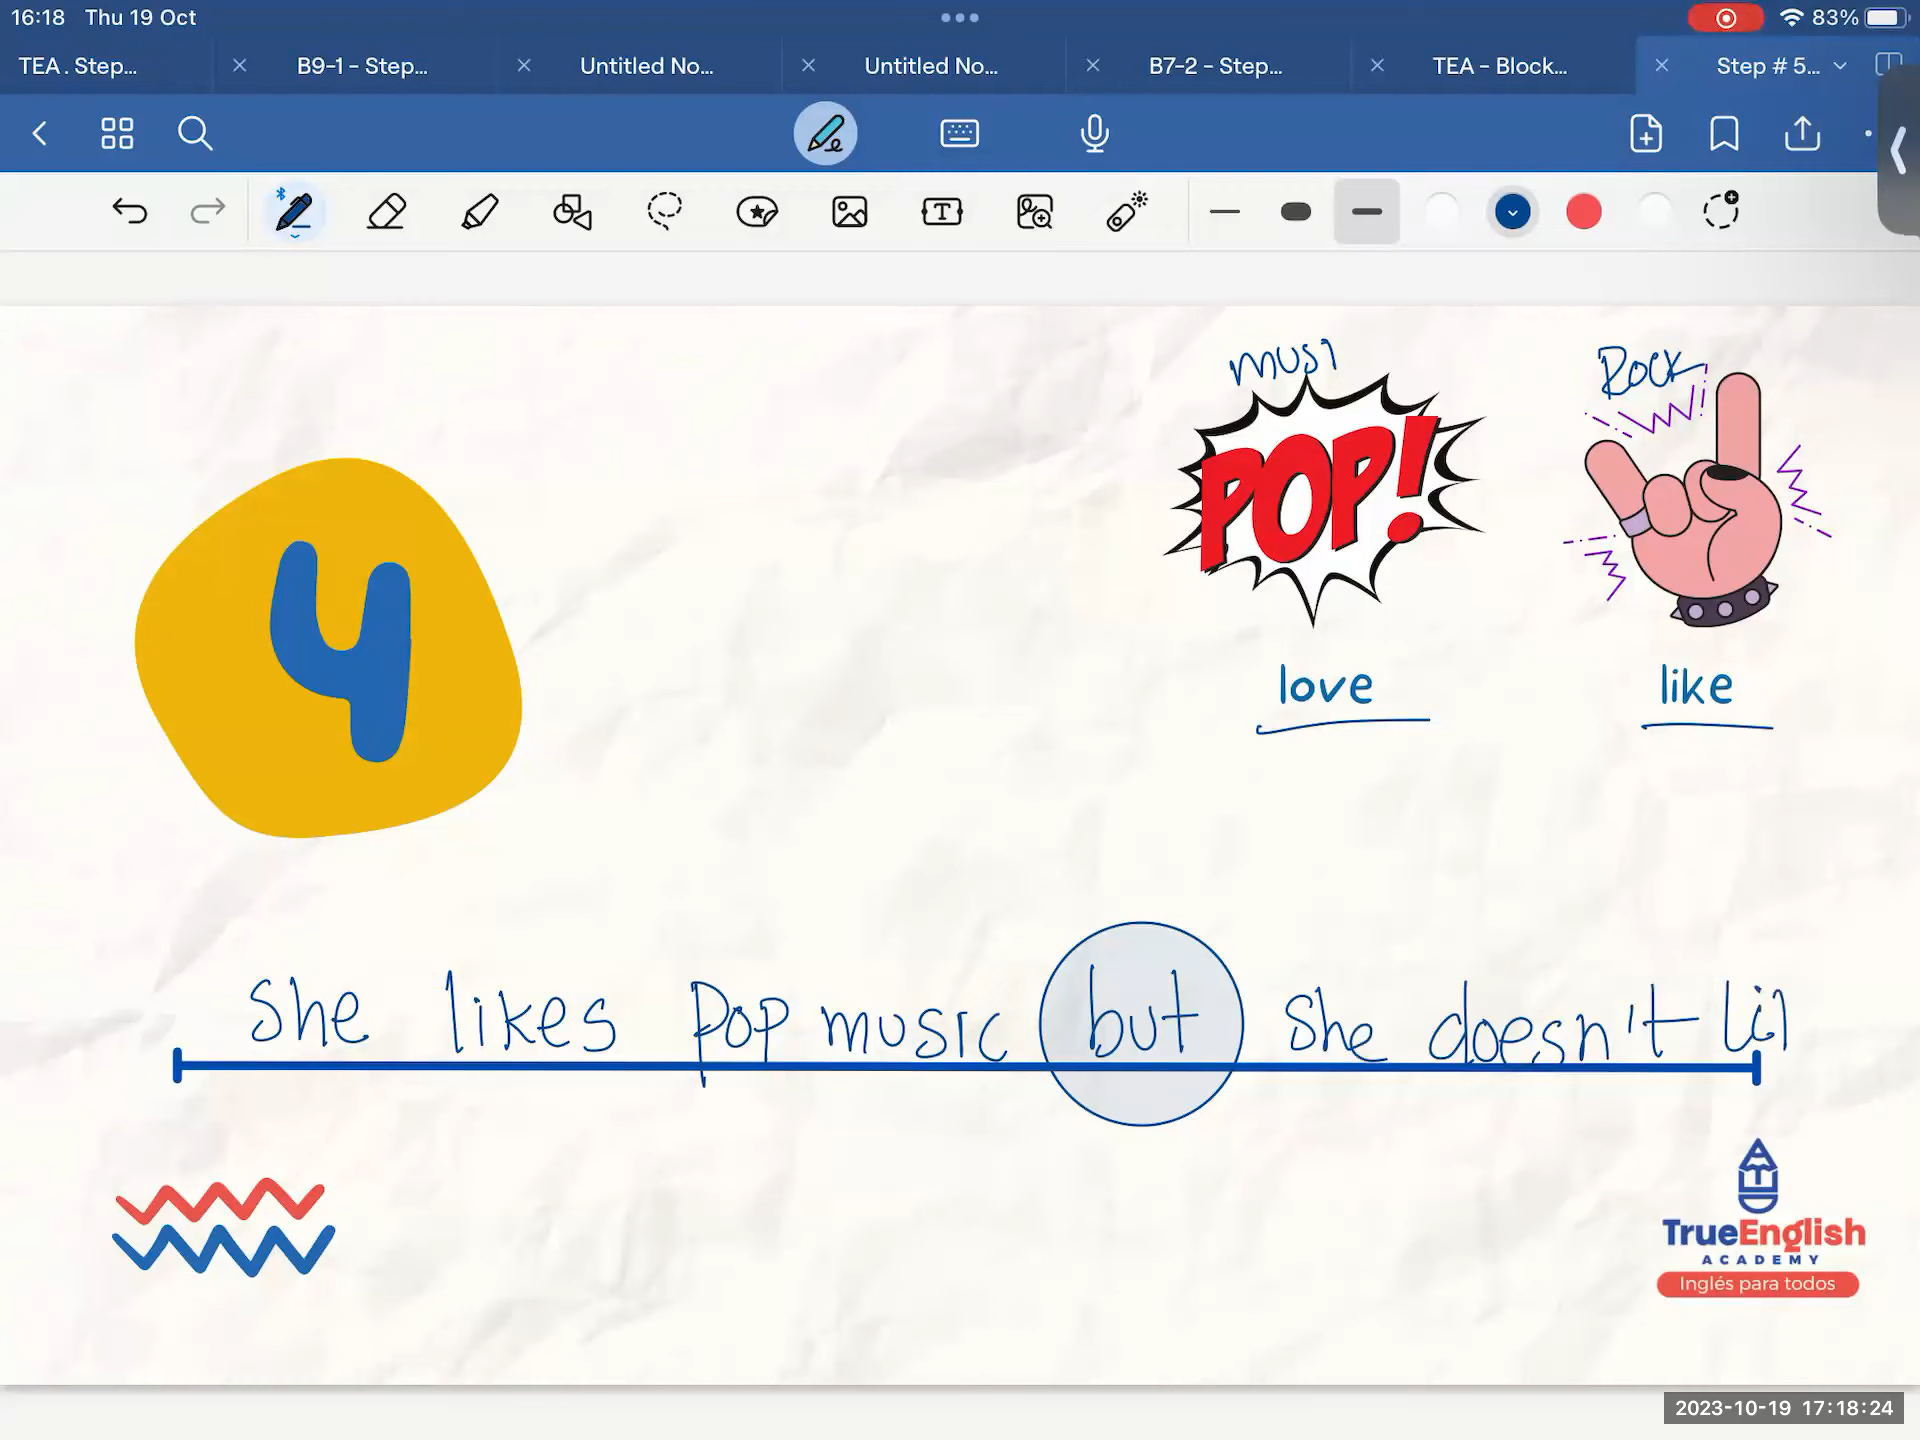 16:18 Thu 19 Oct
83%
TEA . Step...
B9-1 - Step...
Untitled No...
Untitled No...
B7-2 - Step...
TEA - Block...
Step # 5...
musi
Rock
POP!
4
love
like
She likes Pop music but She doesn't Lil
TrueEnglish
ACADEMY
Inglés para todos
2023-10-19 17:18:24